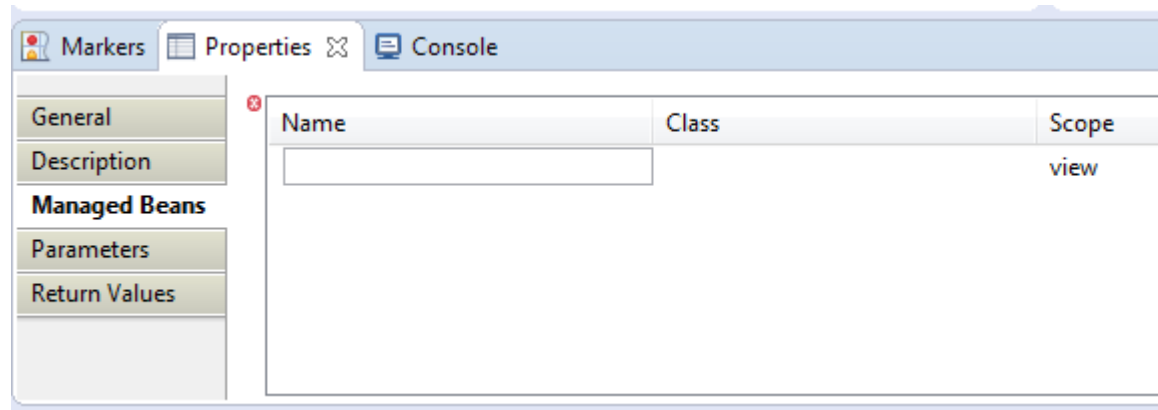 Markers Properties Console
General
Name Class Scope
Description
view
Managed Beans
Parameters
Return Values